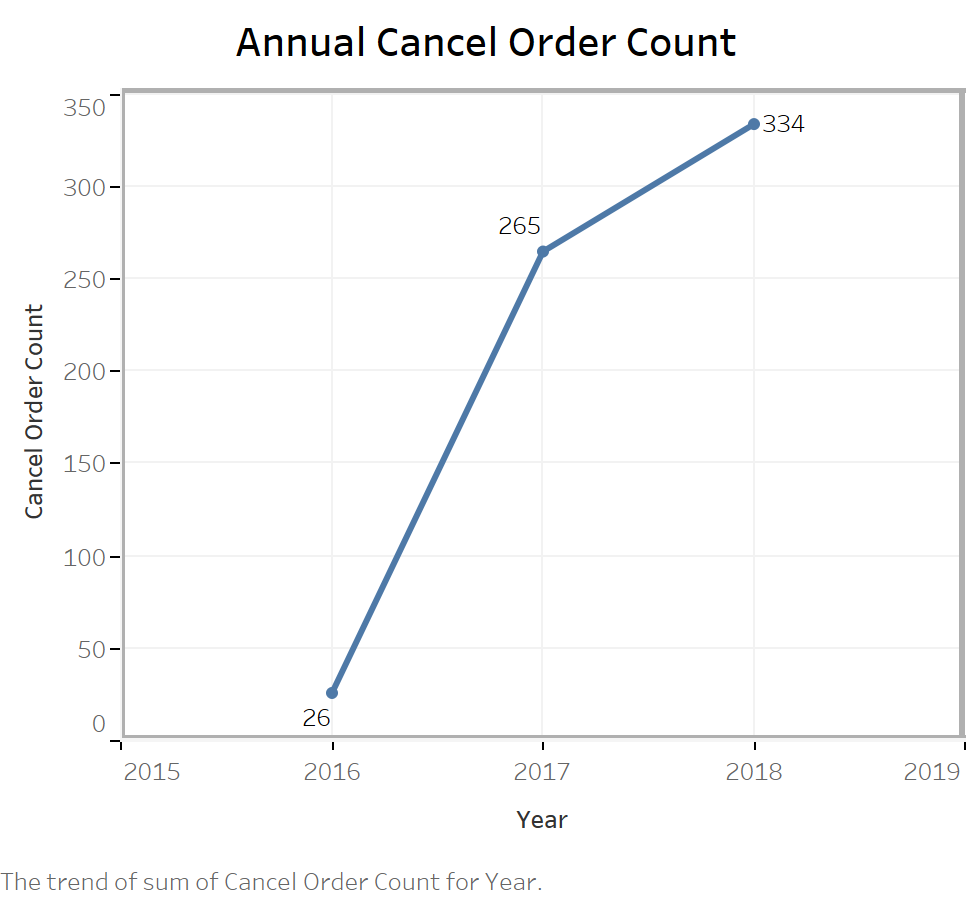 Annual Cancel Order Count
350
334
300
265
250
200
150
100
50
26
0
Cancel Order Count
2015 2016 2017 2018 2019
Year
The trend of sum of Cancel Order Count for Year.